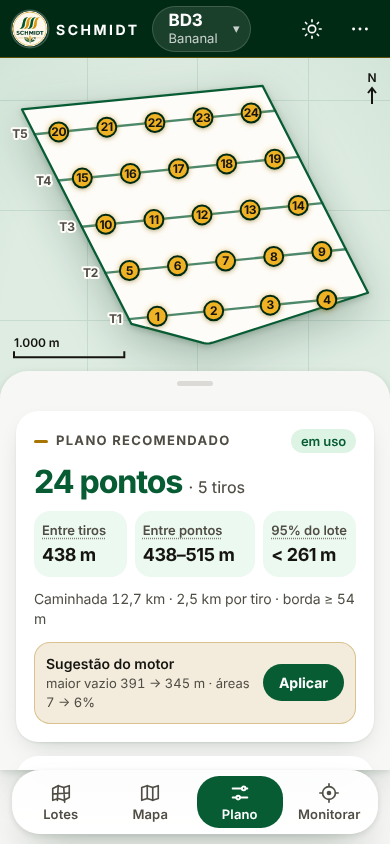 SCHMIDT
SCHMIDT
BD3
Bananal
N
T5
20
21
22
23
24
T4
15
16
17
18
19
T3
10
11
12
13
14
T2
5
6
7
8
9
T1
1
2
3
4
1.000 m
PLANO RECOMENDADO
em uso
24 pontos · 5 tiros
Entre tiros
438 m
Entre pontos
438–515 m
95% do lote
< 261 m
Caminhada 12,7 km · 2,5 km por tiro · borda ≥ 54
m
Sugestão do motor
maior vazio 391 → 345 m · áreas
7 → 6%
Aplicar
Lotes
Mapa
Plano
Monitorar